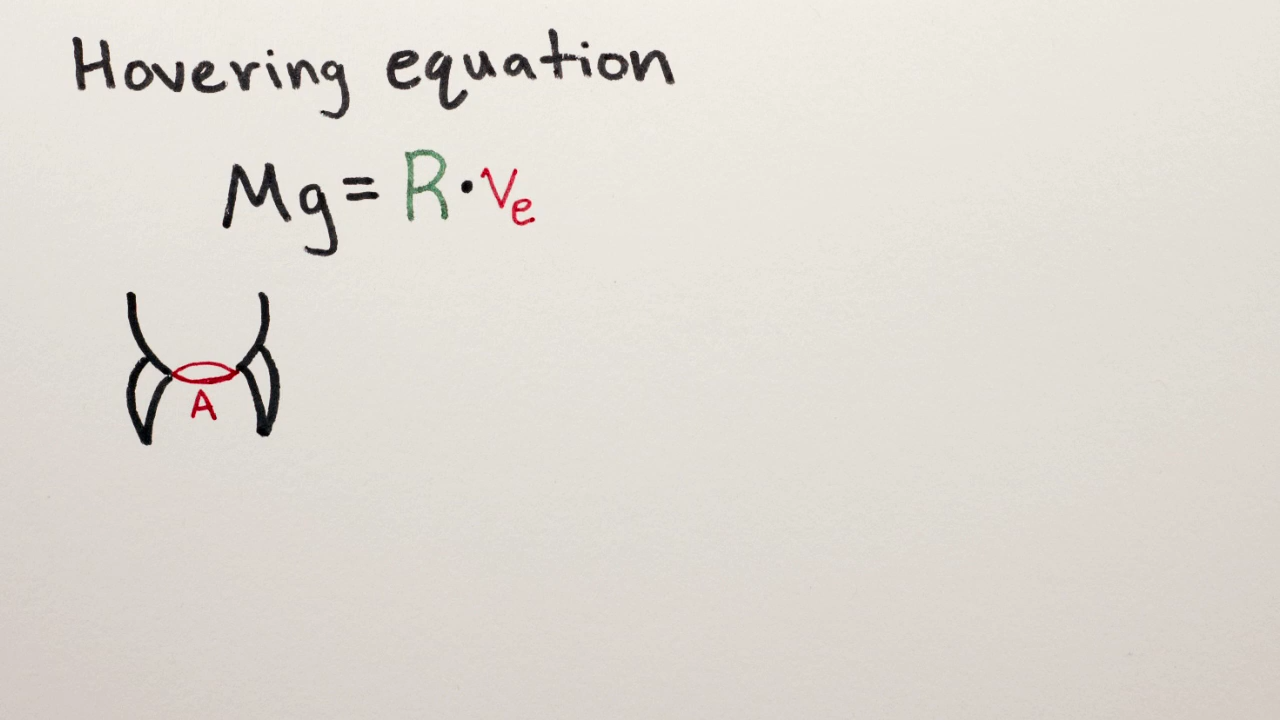 Hovering equation
Mg = R · ve
A